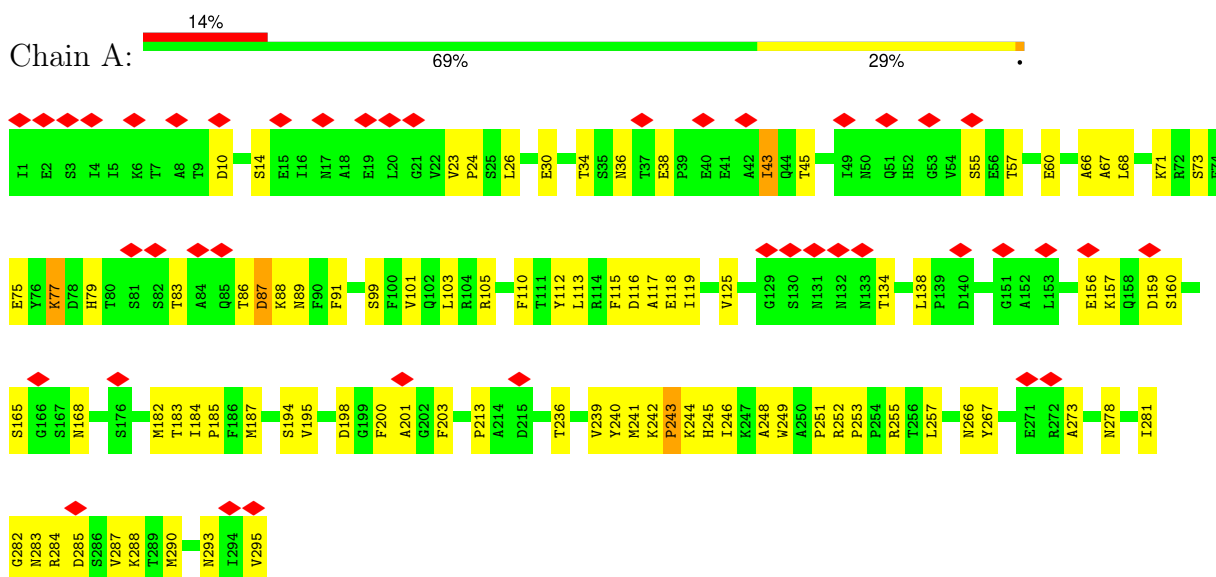 14%
Chain A:
69% 29% •
I1 E2 S3 I4 I5 K6 T7 A8 T9 D10 S14 E15 I16 N17 A18 E19 L20 G21 V22 V23 P24 S25 L26 E30 T34 S35 N36 T37 E38 P39 E40 E41 A42 I43 Q44 T45 I49 N50 Q51 H52 G53 V54 S55 E56 T57 E60 A66 A67 L68 K71 R72 S73 E74
E75 Y76 K77 D78 H79 T80 S81 S82 T83 A84 Q85 T86 D87 K88 N89 F90 F91 S99 F100 V101 Q102 L103 R104 R105 F110 T111 Y112 L113 R114 F115 D116 A117 E118 I119 V125 G129 S130 N131 N132 N133 T134 L138 P139 D140 G151 A152 L153 E156 K157 Q158 D159 S160
S165 G166 S167 N168 S176 M182 T183 I184 P185 F186 M187 S194 V195 D198 G199 F200 A201 G202 F203 P213 A214 D215 T236 V239 Y240 M241 K242 P243 K244 H245 I246 K247 A248 W249 A250 P251 R252 P253 P254 R255 T256 L257 N266 Y267 E271 R272 A273 N278 I281
G282 N283 R284 D285 S286 V287 K288 T289 M290 N293 I294 V295